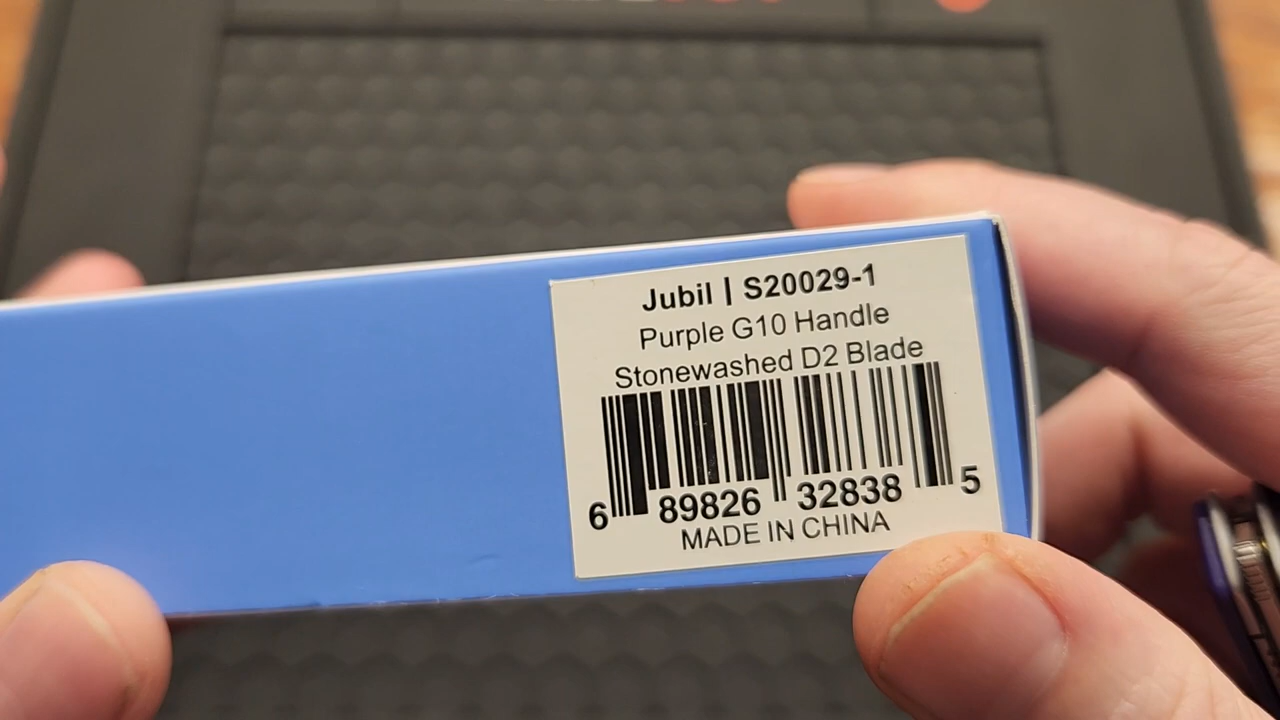 Jubil | S20029-1
Purple G10 Handle
Stonewashed D2 Blade
6 89826 32838 5
MADE IN CHINA